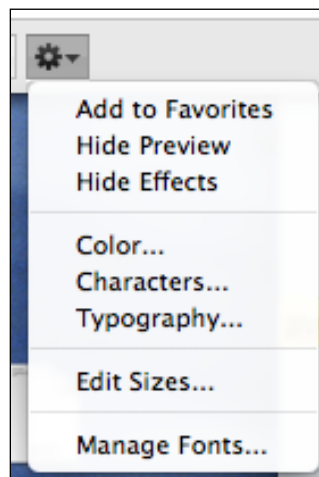 Add to Favorites
Hide Preview
Hide Effects
Color...
Characters...
Typography...
Edit Sizes...
Manage Fonts...